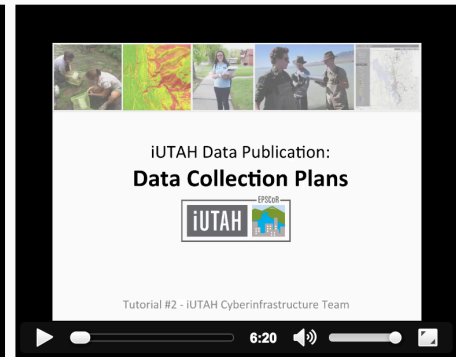 iUTAH Data Publication:
Data Collection Plans
EPSCoR
iUTAH
Tutorial #2 - iUTAH Cyberinfrastructure Team
6:20